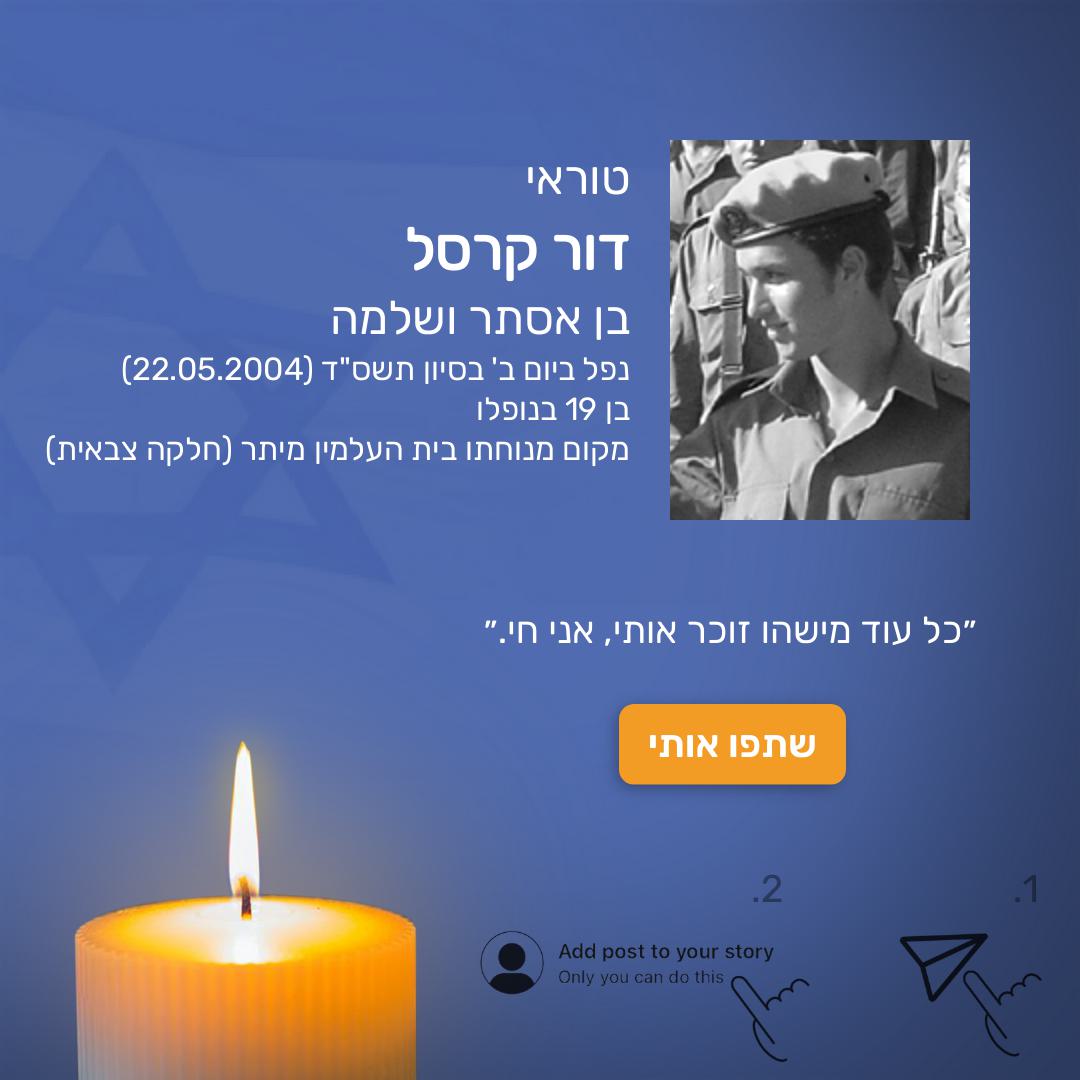 טוראי
דור קרסל
בן אסתר ושלמה
נפל ביום ב' בסיון תשס"ד (22.05.2004)
בן 19 בנופלו
מקום מנוחתו בית העלמין מיתר (חלקה צבאית)
״כל עוד מישהו זוכר אותי, אני חי.״
שתפו אותי
.1
.2
Add post to your story
Only you can do this